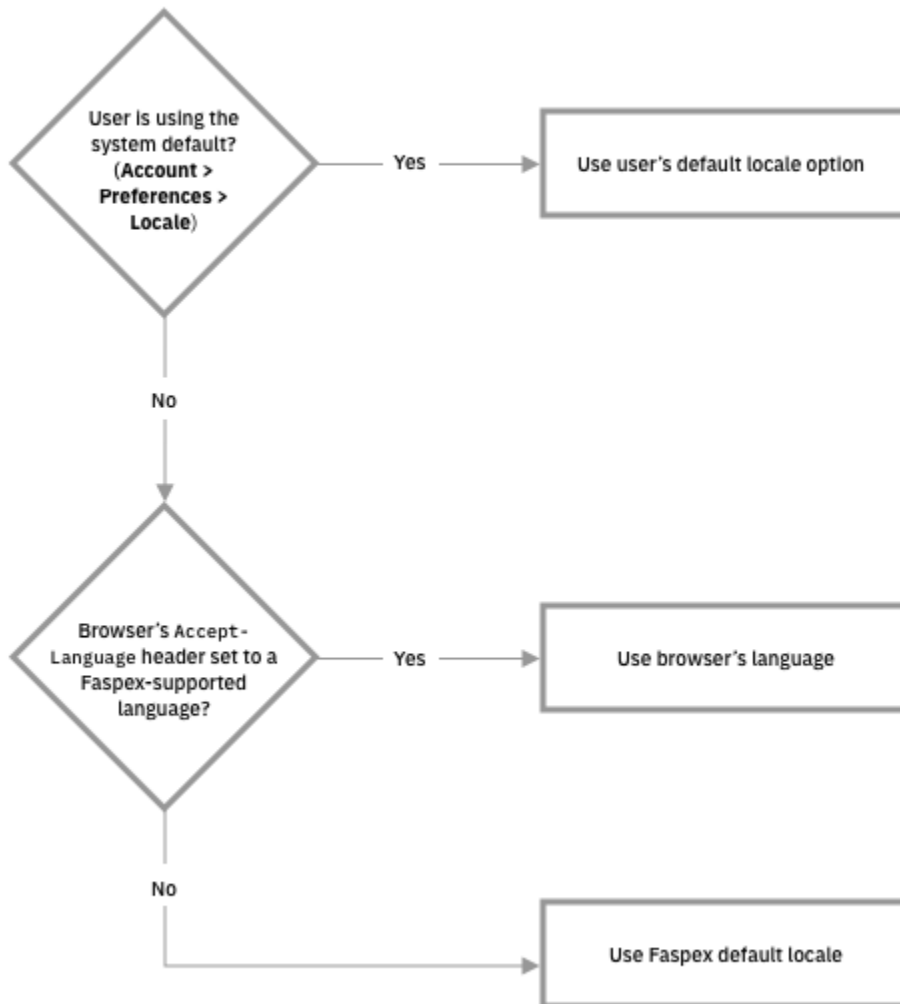 User is using the
system default?
(Account >
Preferences >
Locale)
Yes
Use user's default locale option
No
Browser's Accept-
Language header set to a
Faspex-supported
language?
Yes
Use browser's language
No
Use Faspex default locale